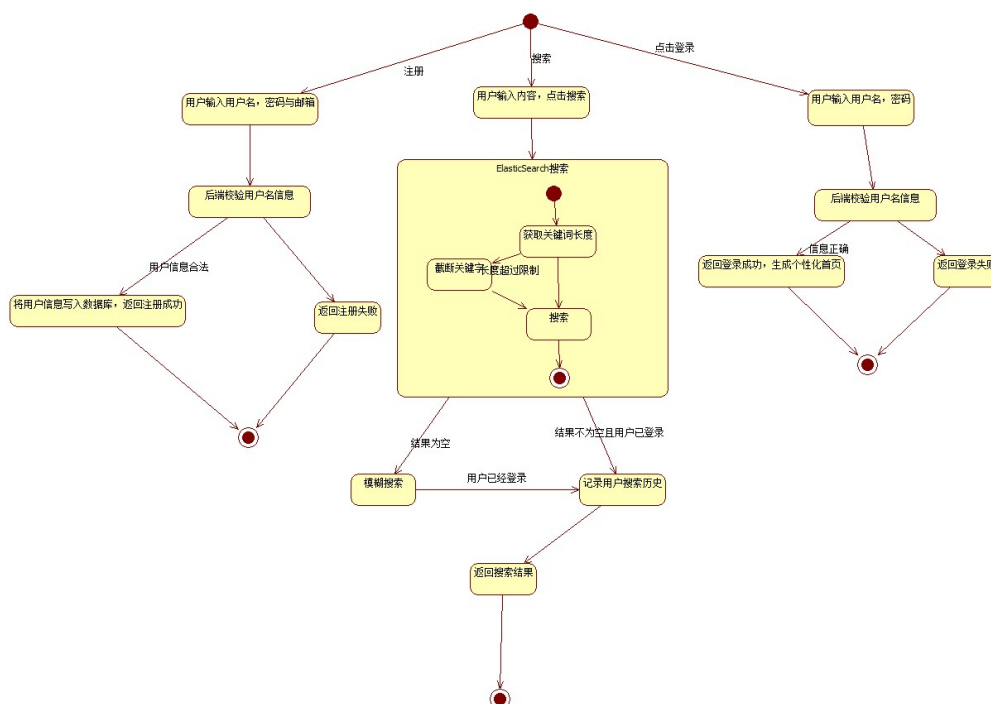 点击登录
搜索
注册
用户输入用户名，密码与邮箱
用户输入内容，点击搜索
用户输入用户名，密码
ElasticSearch搜索
后端校验用户名信息
后端校验用户名信息
获取关键词长度
信息正确
用户信息合法
截断关键字
长度超过限制
返回登录成功，生成个性化首页
返回登录失败
将用户信息写入数据库，返回注册成功
返回注册失败
搜索
结果为空
结果不为空且用户已登录
模糊搜索
用户已经登录
记录用户搜索历史
返回搜索结果